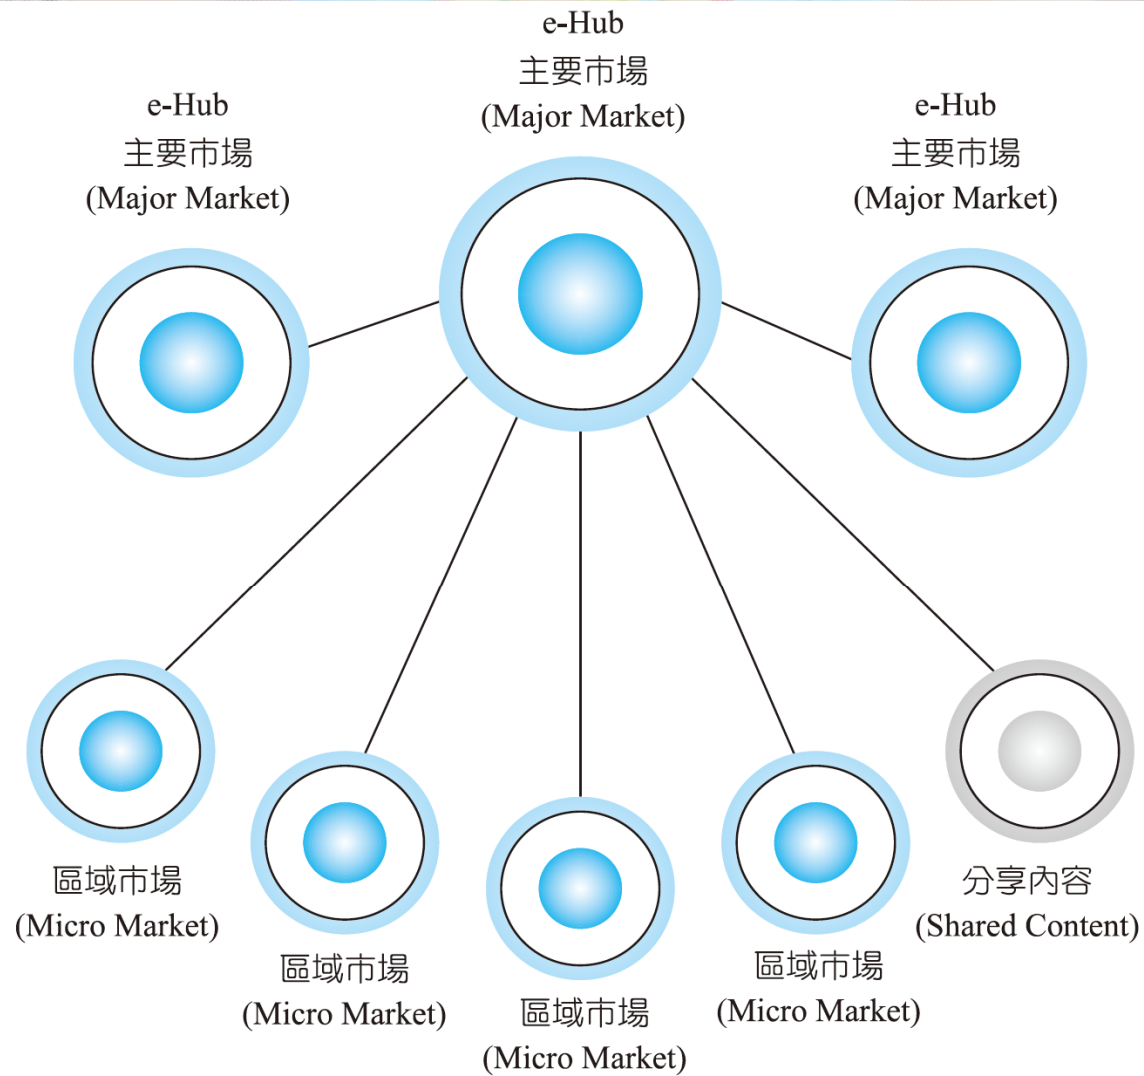 e-Hub
主要市場
(Major Market)
e-Hub
主要市場
(Major Market)
e-Hub
主要市場
(Major Market)
區域市場
(Micro Market)
區域市場
(Micro Market)
區域市場
(Micro Market)
區域市場
(Micro Market)
分享內容
(Shared Content)